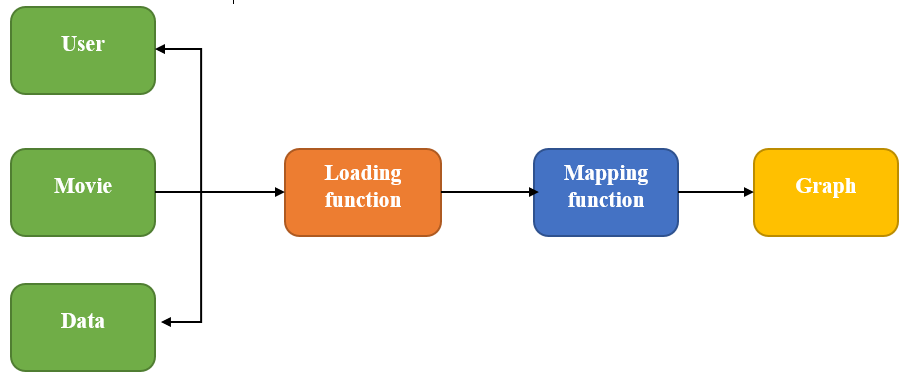 User
Movie
Data
Loading
function
Mapping
function
Graph